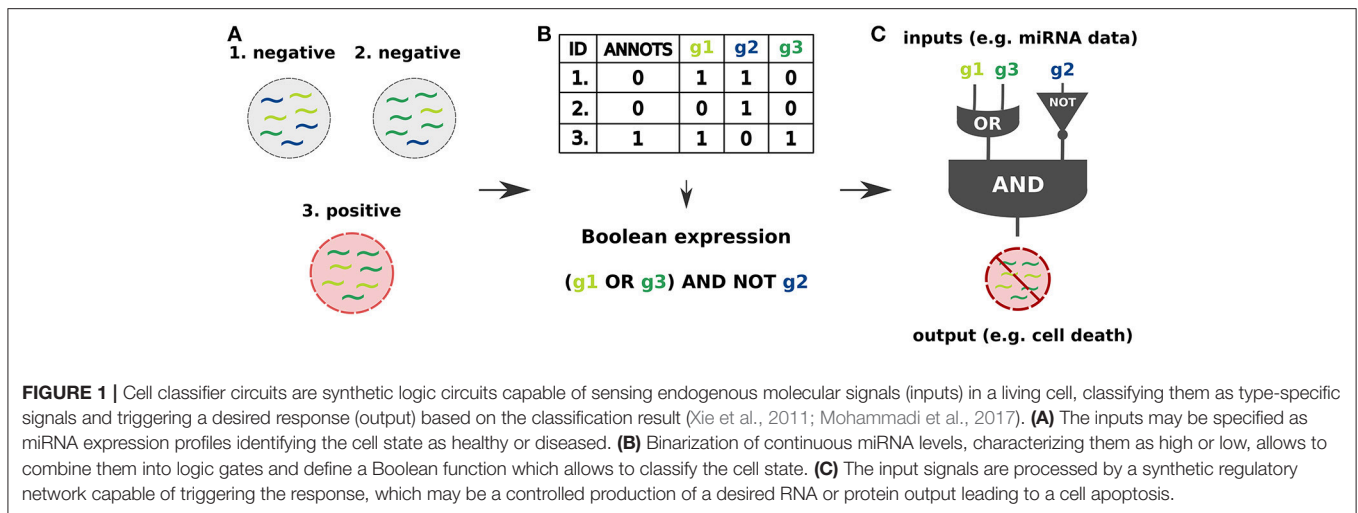 A
1. negative 2. negative
3. positive
B
ID ANNOTS g1 g2 g3
1. 0 1 1 0
2. 0 0 1 0
3. 1 1 0 1
Boolean expression
(g1 OR g3) AND NOT g2
C
inputs (e.g. miRNA data)
g1 g3 g2
OR NOT
AND
output (e.g. cell death)
FIGURE 1 | Cell classifier circuits are synthetic logic circuits capable of sensing endogenous molecular signals (inputs) in a living cell, classifying them as type-specific
signals and triggering a desired response (output) based on the classification result (Xie et al., 2011; Mohammadi et al., 2017). (A) The inputs may be specified as
miRNA expression profiles identifying the cell state as healthy or diseased. (B) Binarization of continuous miRNA levels, characterizing them as high or low, allows to
combine them into logic gates and define a Boolean function which allows to classify the cell state. (C) The input signals are processed by a synthetic regulatory
network capable of triggering the response, which may be a controlled production of a desired RNA or protein output leading to a cell apoptosis.